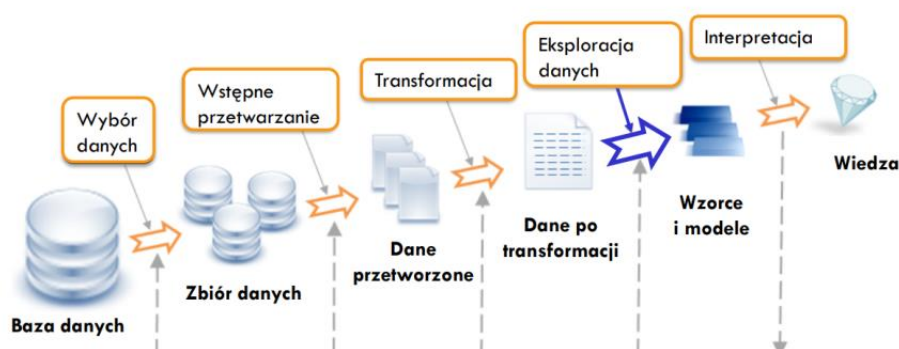 Wybór
danych
Wstępne
przetwarzanie
Transformacja
Eksploracja
danych
Interpretacja
Baza danych
Zbiór danych
Dane
przetworzone
Dane po
transformacji
Wzorce
i modele
Wiedza